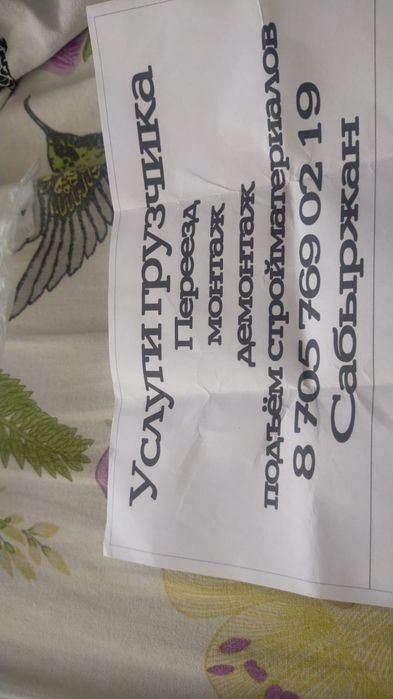 Услуги грузчика
Переезд
монтаж
демонтаж
подъём стройматериалов
8 705 769 02 19
Сабыржан